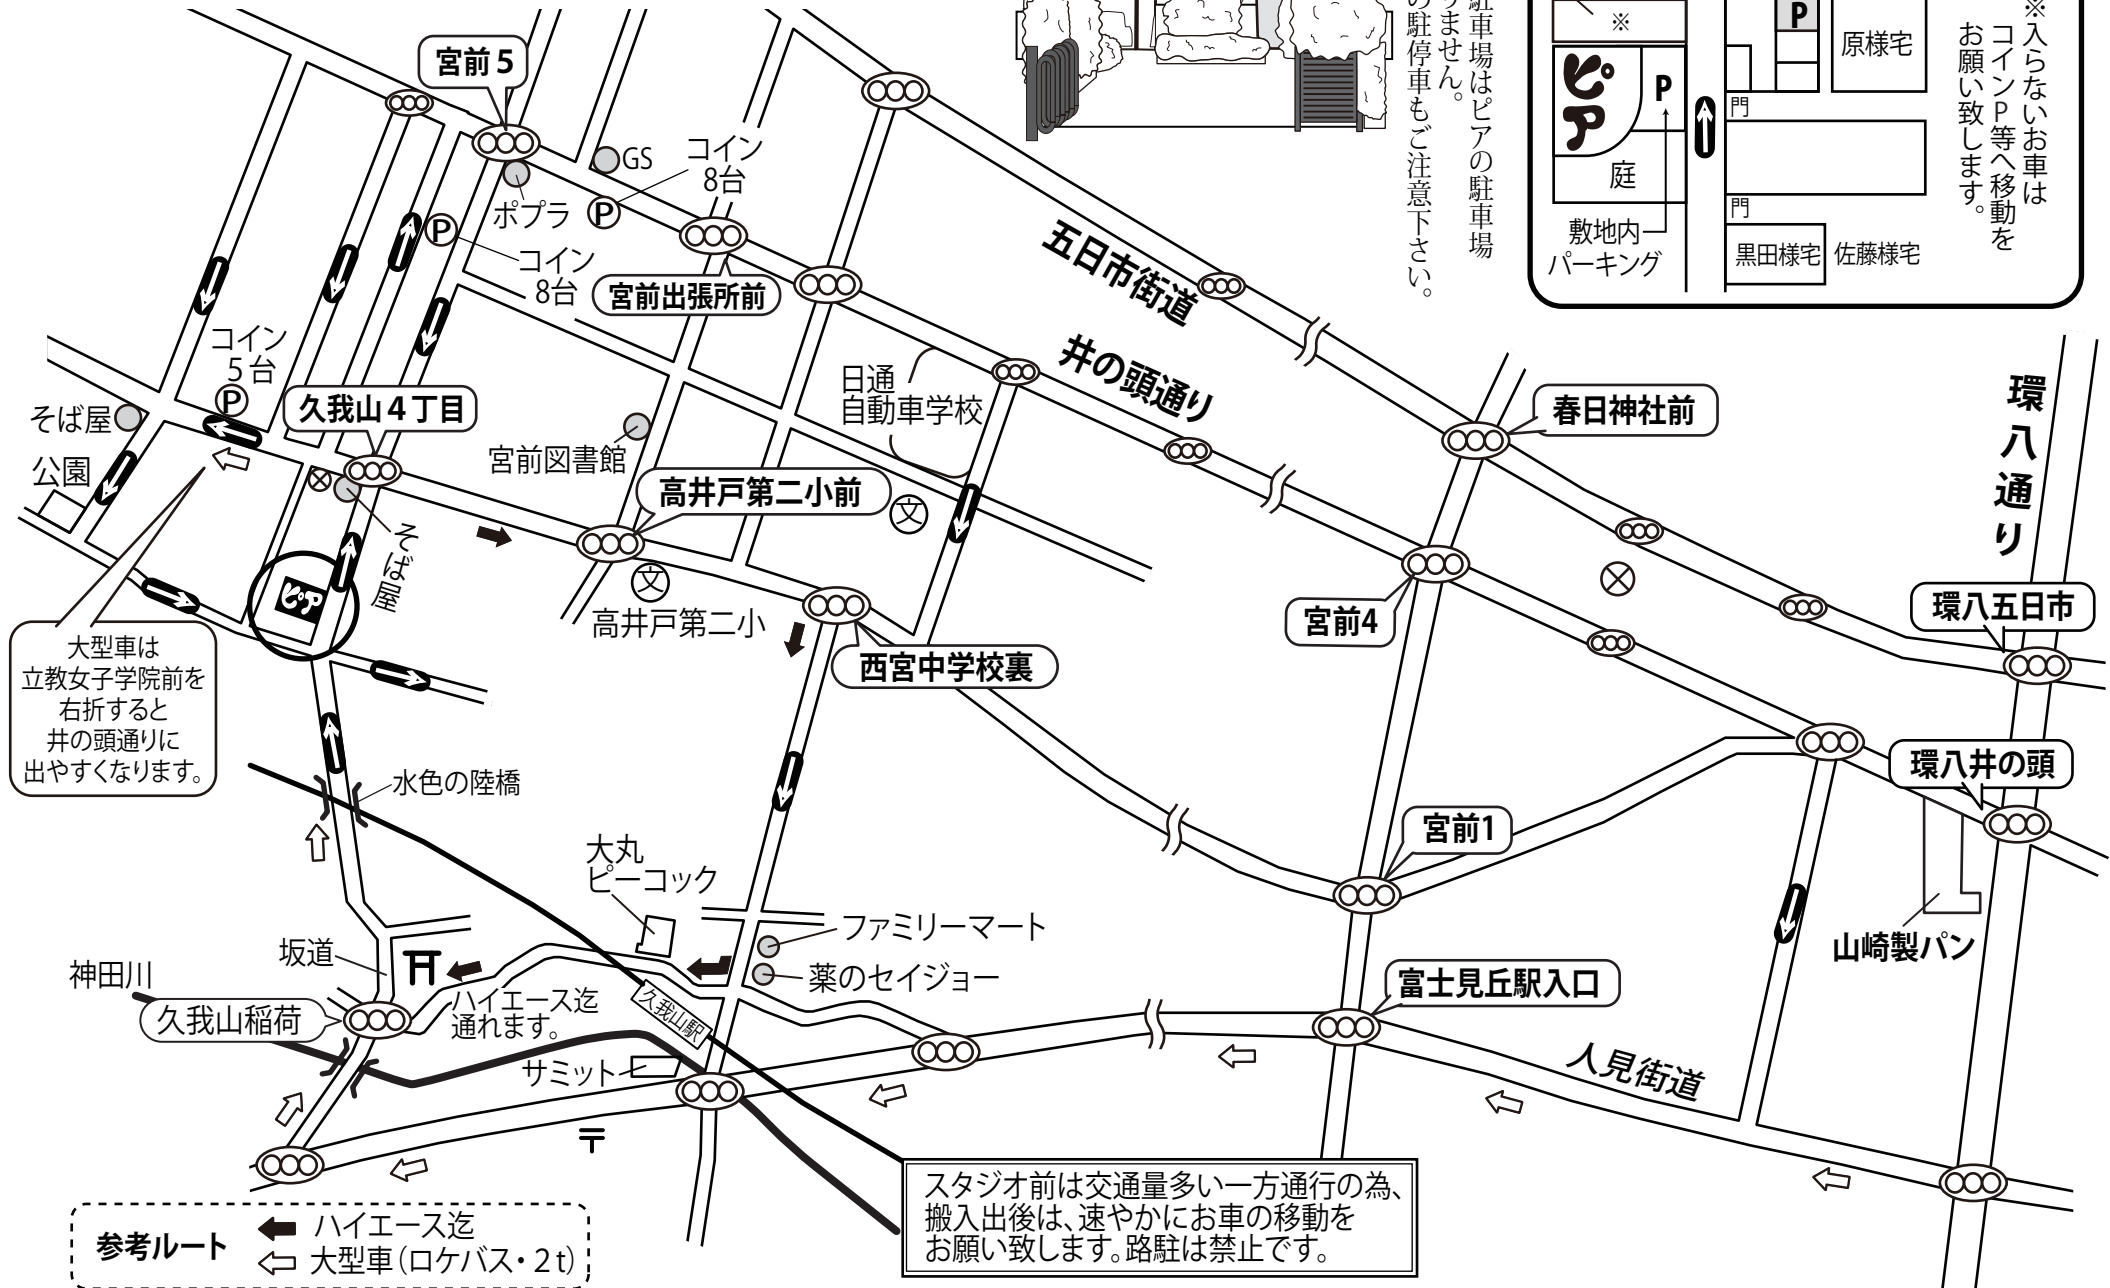 宮前5
GS
コイン
8台
ポプラ
P
P
コイン
8台
宮前出張所前
コイン
5台
P
そば屋
公園
久我山4丁目
宮前図書館
高井戸第二小前
日通
自動車学校
文
文
高井戸第二小
そば屋
ピア
西宮中学校裏
五日市街道
井の頭通り
春日神社前
環八通り
宮前4
環八五日市
環八井の頭
山崎製パン
宮前1
富士見丘駅入口
人見街道
大型車は
立教女子学院前を
右折すると
井の頭通りに
出やすくなります。
水色の陸橋
大丸
ピーコック
ファミリーマート
薬のセイジョー
坂道
神田川
久我山稲荷
ハイエース迄
通れます。
久我山駅
サミット
〒
参考ルート
ハイエース迄
大型車(ロケバス・2t)
スタジオ前は交通量多い一方通行の為、
搬入出後は、速やかにお車の移動を
お願い致します。路駐は禁止です。
駐車場はピアの駐車場
りません。
の駐停車もご注意下さい。
※
P
原様宅
ピア
P
門
庭
門
敷地内
パーキング
黒田様宅
佐藤様宅
※入らないお車は
コインP等へ移動を
お願い致します。